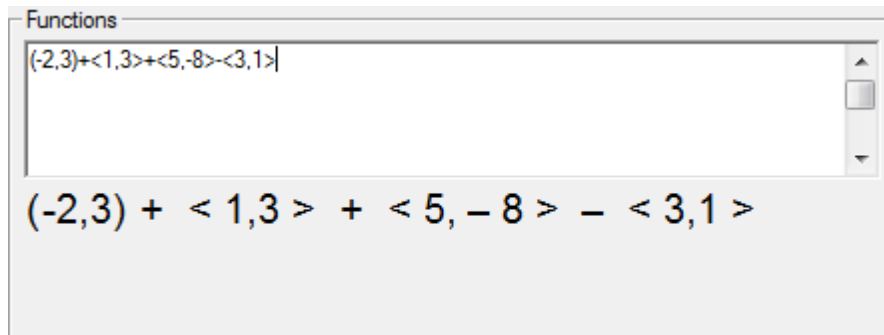 Functions
(-2,3)+<1,3>+<5,-8>-<3,1>
(-2,3) + < 1,3 > + < 5, – 8 > – < 3,1 >